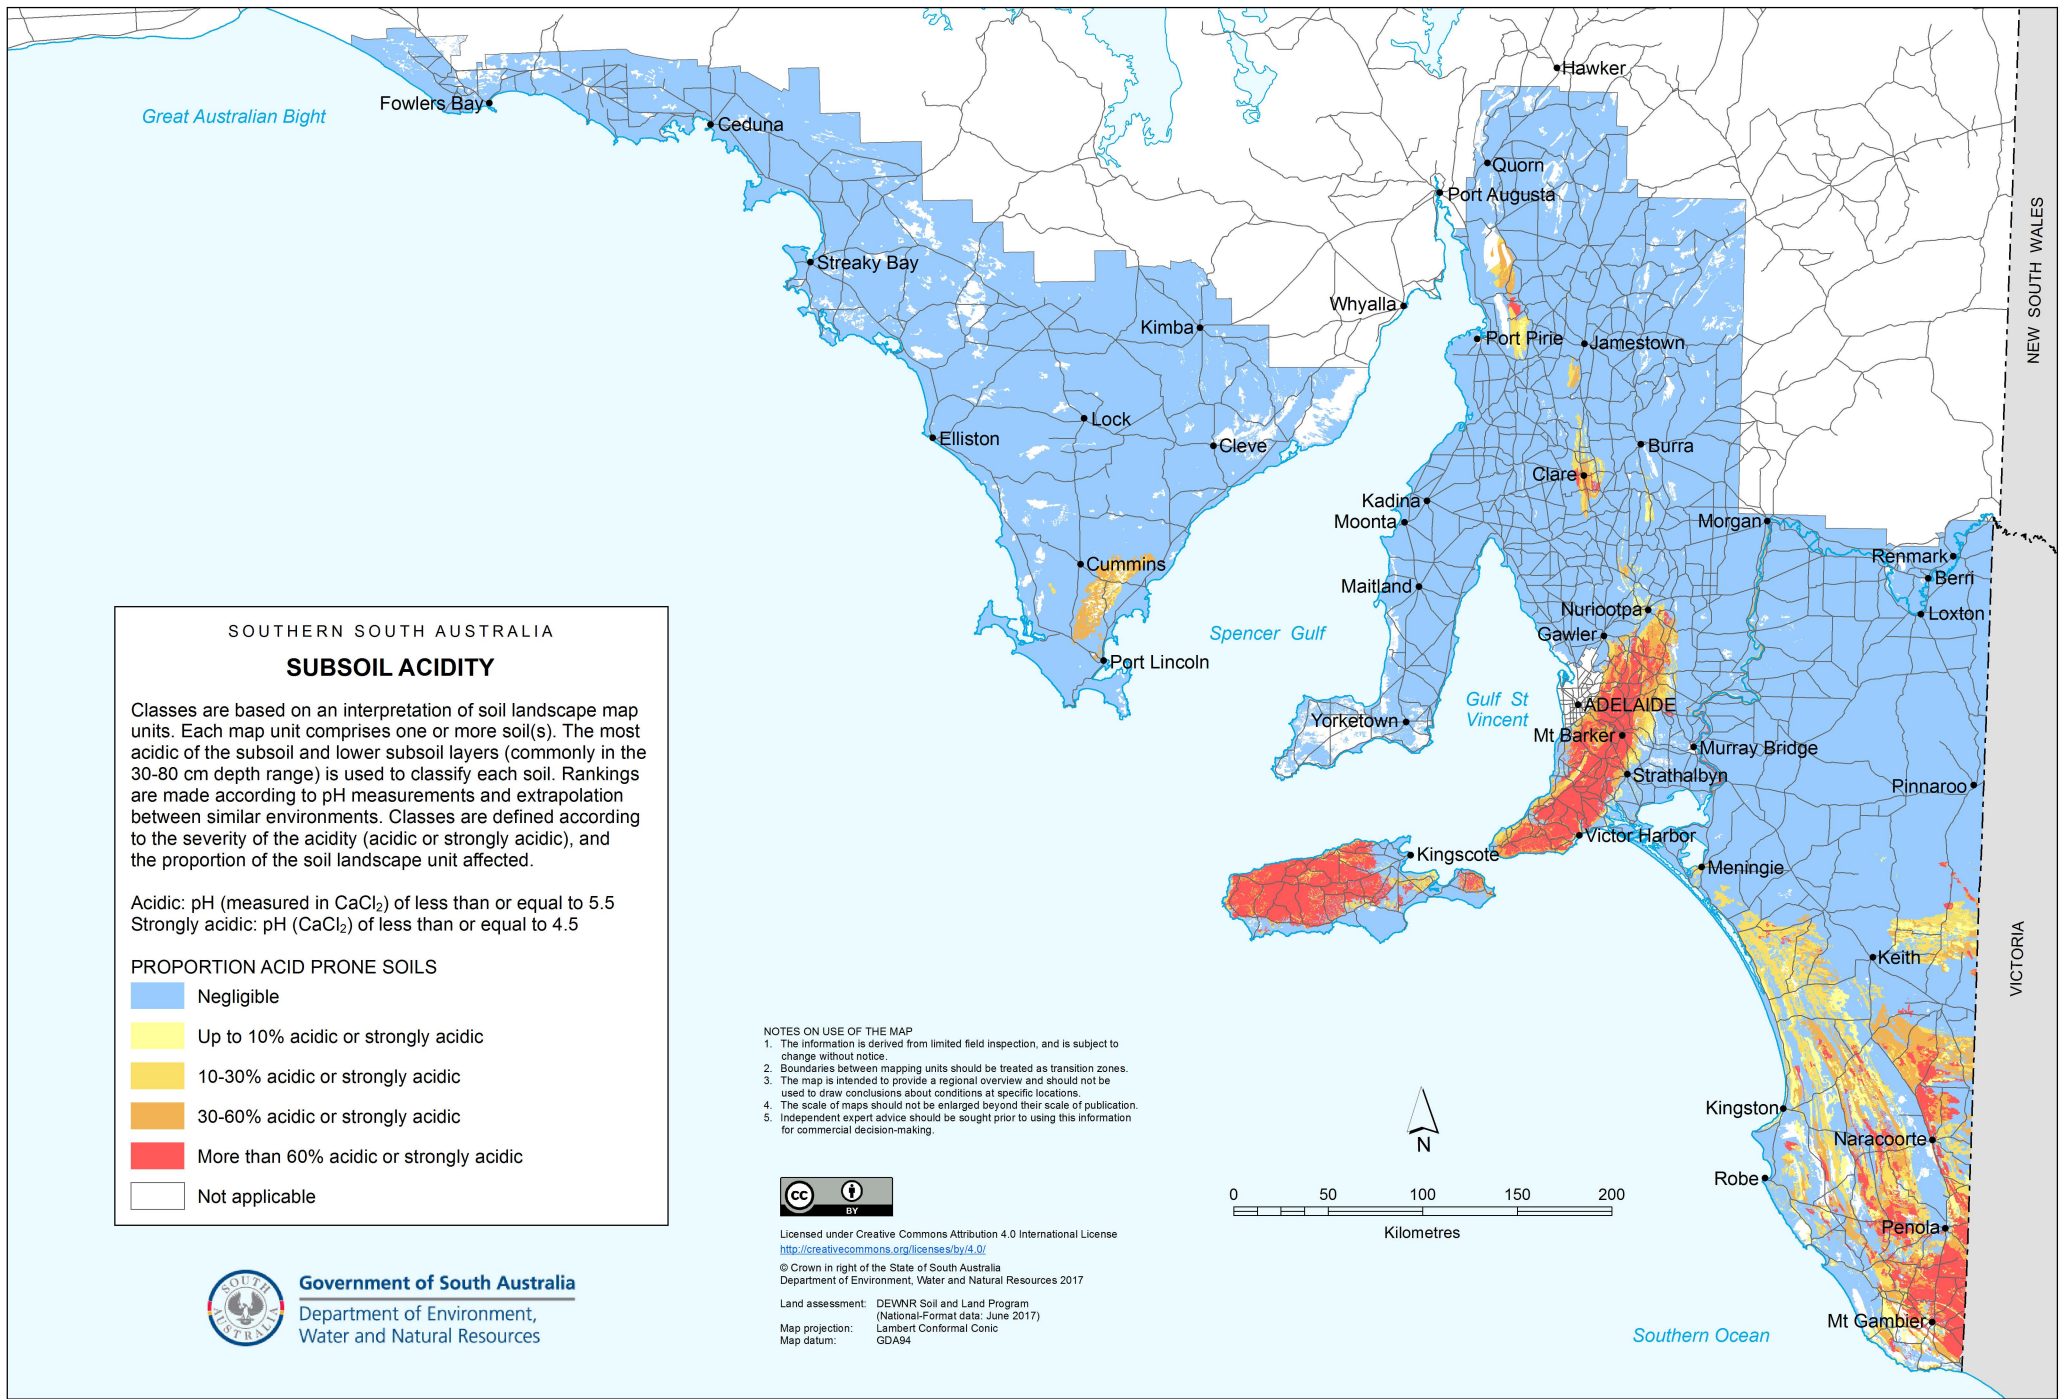 Hawker
Great Australian Bight
Fowlers Bay
Ceduna
Quorn
Port Augusta
NEW SOUTH WALES
Streaky Bay
Whyalla
Kimba
Port Pirie
Jamestown
Lock
Elliston
Cleve
Burra
Clare
Kadina
Moonta
Morgan
Cummins
Renmark
Berri
Maitland
Nuriootpa
Loxton
Spencer Gulf
Gawler
Port Lincoln
Gulf St
Vincent
ADELAIDE
Yorketown
Mt Barker
Murray Bridge
Strathalbyn
Pinnaroo
Victor Harbor
Kingscote
Meningie
Keith
VICTORIA
Kingston
Naracoorte
Robe
Penola
Mt Gambier
Southern Ocean
SOUTHERN SOUTH AUSTRALIA
SUBSOIL ACIDITY
Classes are based on an interpretation of soil landscape map
units. Each map unit comprises one or more soil(s). The most
acidic of the subsoil and lower subsoil layers (commonly in the
30-80 cm depth range) is used to classify each soil. Rankings
are made according to pH measurements and extrapolation
between similar environments. Classes are defined according
to the severity of the acidity (acidic or strongly acidic), and
the proportion of the soil landscape unit affected.
Acidic: pH (measured in CaCl₂) of less than or equal to 5.5
Strongly acidic: pH (CaCl₂) of less than or equal to 4.5
PROPORTION ACID PRONE SOILS
Negligible
Up to 10% acidic or strongly acidic
10-30% acidic or strongly acidic
30-60% acidic or strongly acidic
More than 60% acidic or strongly acidic
Not applicable
SOUTH
AUSTRALIA
Government of South Australia
Department of Environment,
Water and Natural Resources
NOTES ON USE OF THE MAP
1. The information is derived from limited field inspection, and is subject to
change without notice.
2. Boundaries between mapping units should be treated as transition zones.
3. The map is intended to provide a regional overview and should not be
used to draw conclusions about conditions at specific locations.
4. The scale of maps should not be enlarged beyond their scale of publication.
5. Independent expert advice should be sought prior to using this information
for commercial decision-making.
cc
BY
Licensed under Creative Commons Attribution 4.0 International License
http://creativecommons.org/licenses/by/4.0/
© Crown in right of the State of South Australia
Department of Environment, Water and Natural Resources 2017
Land assessment: DEWNR Soil and Land Program
(National-Format data: June 2017)
Map projection: Lambert Conformal Conic
Map datum: GDA94
N
0 50 100 150 200
Kilometres